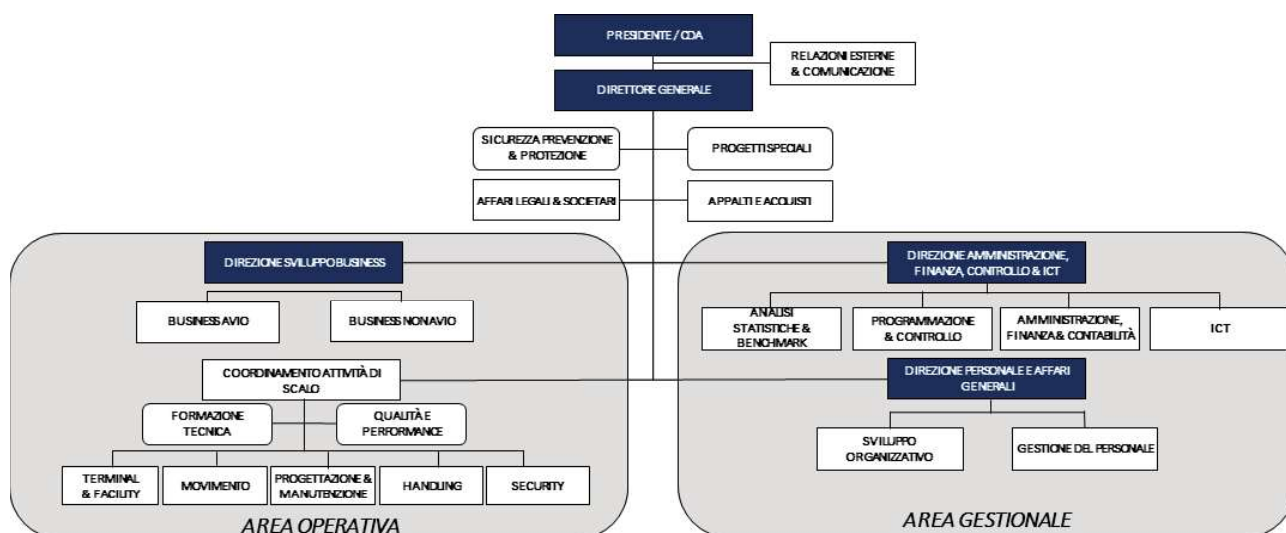 PRESIDENTE / CDA
RELAZIONI ESTERNE
& COMUNICAZIONE
DIRETTORE GENERALE
SICUREZZA PREVENZIONE
& PROTEZIONE
PROGETTI SPECIALI
AFFARI LEGALI & SOCIETARI
APPALTI E ACQUISTI
DIREZIONE SVILUPPO BUSINESS
BUSINESS AVIO
BUSINESS NON AVIO
COORDINAMENTO ATTIVITÀ DI
SCALO
FORMAZIONE
TECNICA
QUALITÀ E
PERFORMANCE
TERMINAL
& FACILITY
MOVIMENTO
PROGETTAZIONE &
MANUTENZIONE
HANDLING
SECURITY
AREA OPERATIVA
DIREZIONE AMMINISTRAZIONE,
FINANZA, CONTROLLO & ICT
ANALISI
STATISTICHE &
BENCHMARK
PROGRAMMAZIONE
& CONTROLLO
AMMINISTRAZIONE,
FINANZA & CONTABILITÀ
ICT
DIREZIONE PERSONALE E AFFARI
GENERALI
SVILUPPO
ORGANIZZATIVO
GESTIONE DEL PERSONALE
AREA GESTIONALE